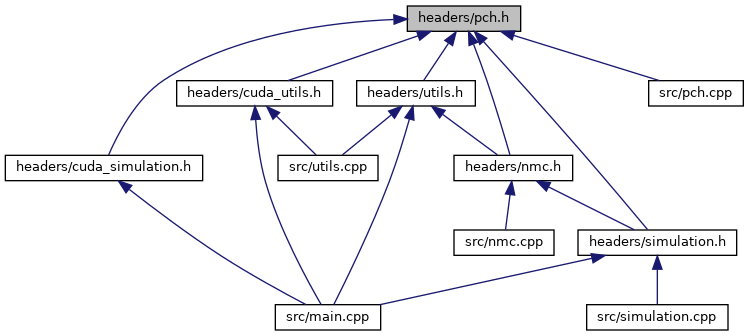 headers/pch.h
headers/cuda_utils.h
headers/utils.h
src/pch.cpp
headers/cuda_simulation.h
src/utils.cpp
headers/nmc.h
src/nmc.cpp
headers/simulation.h
src/main.cpp
src/simulation.cpp